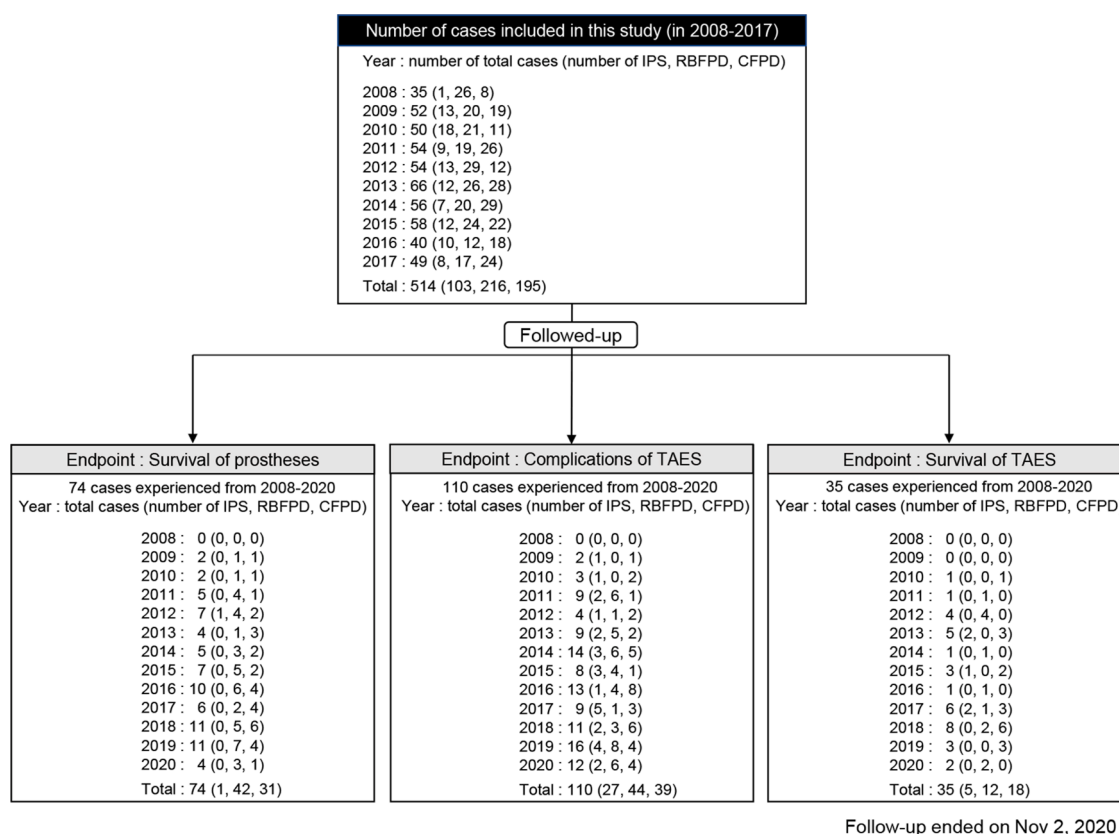 Number of cases included in this study (in 2008-2017)
Year : number of total cases (number of IPS, RBFPD, CFPD)
2008 : 35 (1, 26, 8)
2009 : 52 (13, 20, 19)
2010 : 50 (18, 21, 11)
2011 : 54 (9, 19, 26)
2012 : 54 (13, 29, 12)
2013 : 66 (12, 26, 28)
2014 : 56 (7, 20, 29)
2015 : 58 (12, 24, 22)
2016 : 40 (10, 12, 18)
2017 : 49 (8, 17, 24)
Total : 514 (103, 216, 195)
Followed-up
Endpoint : Survival of prostheses
74 cases experienced from 2008-2020
Year : total cases (number of IPS, RBFPD, CFPD)
2008 : 0 (0, 0, 0)
2009 : 2 (0, 1, 1)
2010 : 2 (0, 1, 1)
2011 : 5 (0, 4, 1)
2012 : 7 (1, 4, 2)
2013 : 4 (0, 1, 3)
2014 : 5 (0, 3, 2)
2015 : 7 (0, 5, 2)
2016 : 10 (0, 6, 4)
2017 : 6 (0, 2, 4)
2018 : 11 (0, 5, 6)
2019 : 11 (0, 7, 4)
2020 : 4 (0, 3, 1)
Total : 74 (1, 42, 31)
Endpoint : Complications of TAES
110 cases experienced from 2008-2020
Year : total cases (number of IPS, RBFPD, CFPD)
2008 : 0 (0, 0, 0)
2009 : 2 (1, 0, 1)
2010 : 3 (1, 0, 2)
2011 : 9 (2, 6, 1)
2012 : 4 (1, 1, 2)
2013 : 9 (2, 5, 2)
2014 : 14 (3, 6, 5)
2015 : 8 (3, 4, 1)
2016 : 13 (1, 4, 8)
2017 : 9 (5, 1, 3)
2018 : 11 (2, 3, 6)
2019 : 16 (4, 8, 4)
2020 : 12 (2, 6, 4)
Total : 110 (27, 44, 39)
Endpoint : Survival of TAES
35 cases experienced from 2008-2020
Year : total cases (number of IPS, RBFPD, CFPD)
2008 : 0 (0, 0, 0)
2009 : 0 (0, 0, 0)
2010 : 1 (0, 0, 1)
2011 : 1 (0, 1, 0)
2012 : 4 (0, 4, 0)
2013 : 5 (2, 0, 3)
2014 : 1 (0, 1, 0)
2015 : 3 (1, 0, 2)
2016 : 1 (0, 1, 0)
2017 : 6 (2, 1, 3)
2018 : 8 (0, 2, 6)
2019 : 3 (0, 0, 3)
2020 : 2 (0, 2, 0)
Total : 35 (5, 12, 18)
Follow-up ended on Nov 2, 2020